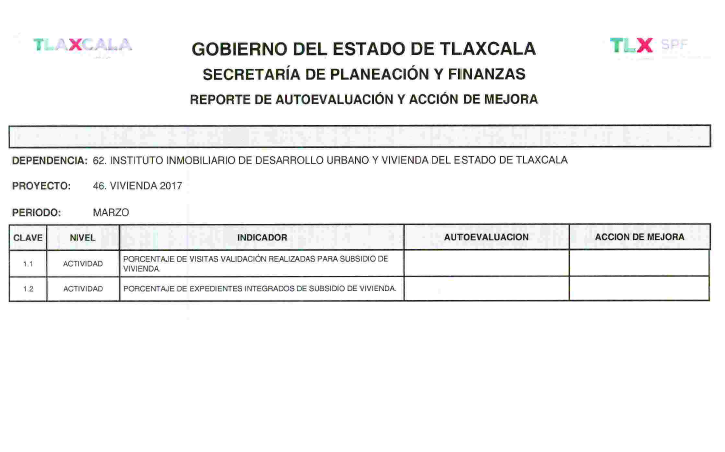 TLAXCALA
TLX SPF
GOBIERNO DEL ESTADO DE TLAXCALA
SECRETARÍA DE PLANEACIÓN Y FINANZAS
REPORTE DE AUTOEVALUACIÓN Y ACCIÓN DE MEJORA
DEPENDENCIA: 62. INSTITUTO INMOBILIARIO DE DESARROLLO URBANO Y VIVIENDA DEL ESTADO DE TLAXCALA
PROYECTO: 46. VIVIENDA 2017
PERIODO: MARZO
CLAVE NIVEL INDICADOR AUTOEVALUACION ACCION DE MEJORA
1.1 ACTIVIDAD PORCENTAJE DE VISITAS VALIDACIÓN REALIZADAS PARA SUBSIDIO DE
VIVIENDA.
1.2 ACTIVIDAD PORCENTAJE DE EXPEDIENTES INTEGRADOS DE SUBSIDIO DE VIVIENDA.